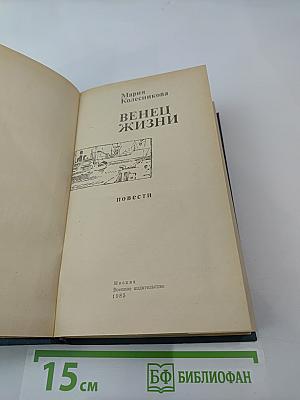 Мария
Колесникова
ВЕНЕЦ
ЖИЗНИ
повести
Москва
Военное издательство
1985
15 см
БФ БИБЛИОФАН